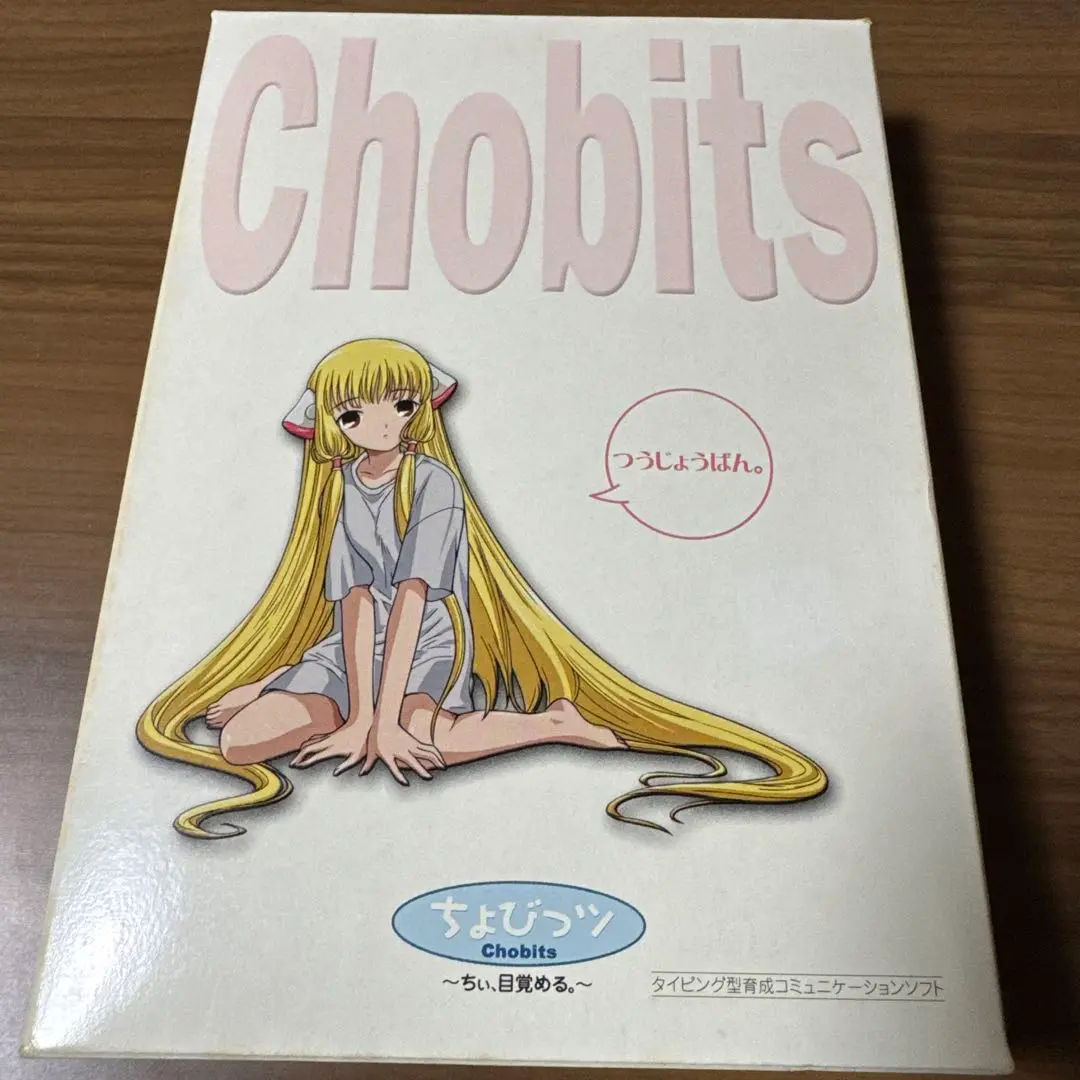 Chobits
つうじょうばん。
ちょびっツ
Chobits
～ちぃ、目覚める。～
タイピング型育成コミュニケーションソフト